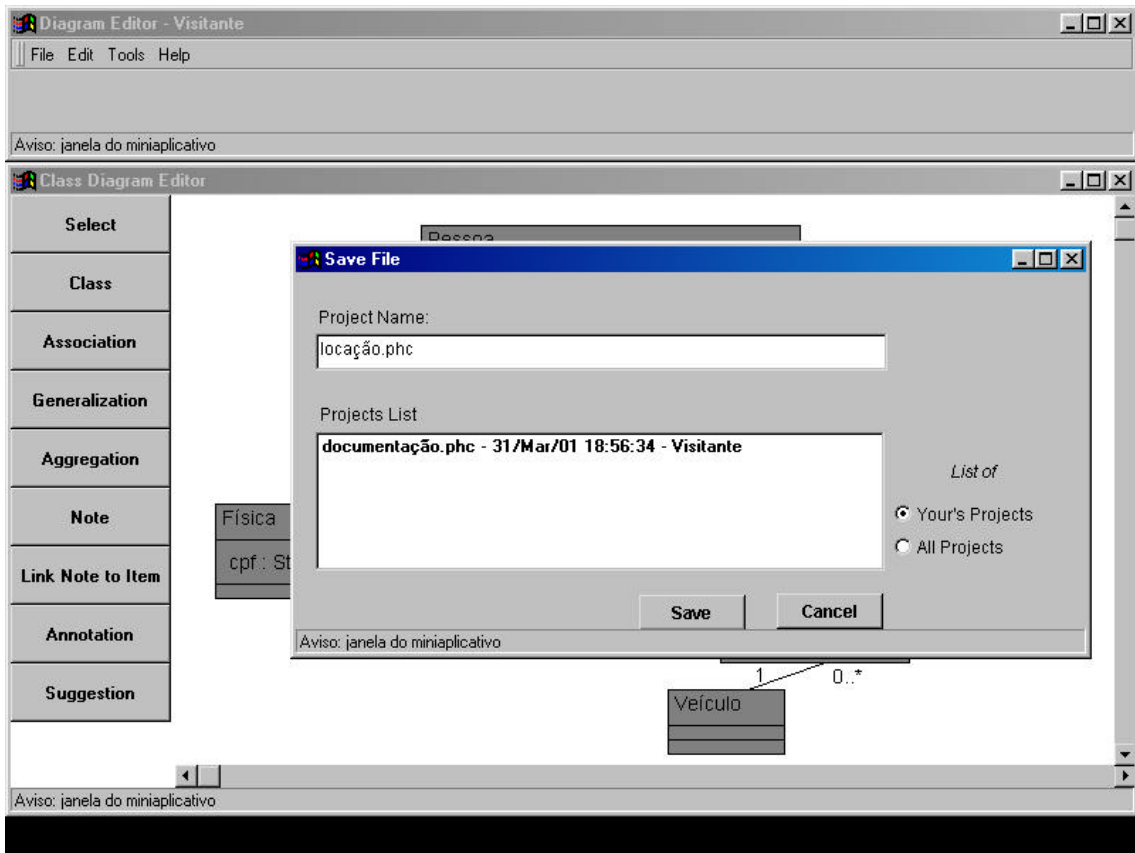 Diagram Editor - Visitante
File Edit Tools Help
Aviso: janela do miniaplicativo
Class Diagram Editor
Select
Class
Association
Generalization
Aggregation
Note
Link Note to Item
Annotation
Suggestion
Pessoa
Física
cpf : St
Save File
Project Name:
locação.phc
Projects List
documentação.phc - 31/Mar/01 18:56:34 - Visitante
List of
Your's Projects
All Projects
Save Cancel
Aviso: janela do miniaplicativo
1 0..*
Veículo
Aviso: janela do miniaplicativo